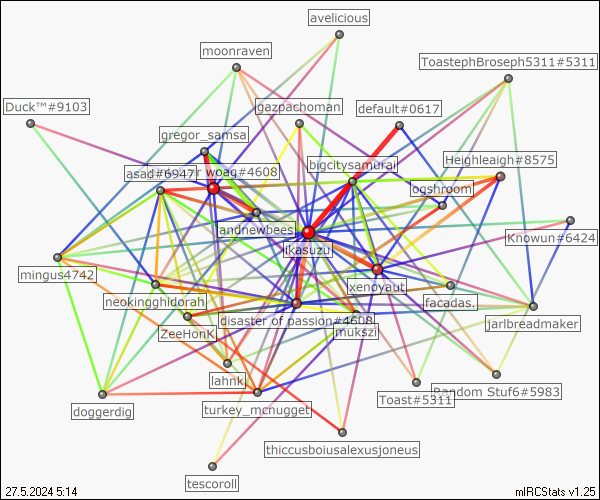 avelicious
moonraven
ToastephBroseph5311#5311
Duck™#9103
gazpachoman
default#0617
gregor_samsa
bigcitysamurai
Heighleaigh#8575
asad#6947
woag#4608
logshroom
andnewbees
Knowun#6424
ikasuzu
mingus4742
xenovaut
neokingghidorah
facadas.
disaster of passion#4608
jarlbreadmaker
ZeeHonk
mukszi
lahnk
Random Stuf6#5983
Toast#5311
doggerdig
turkey_mcnugget
thiccusboiusalexusjoneus
tescoroll
27.5.2024 5:14
mIRCStats v1.25